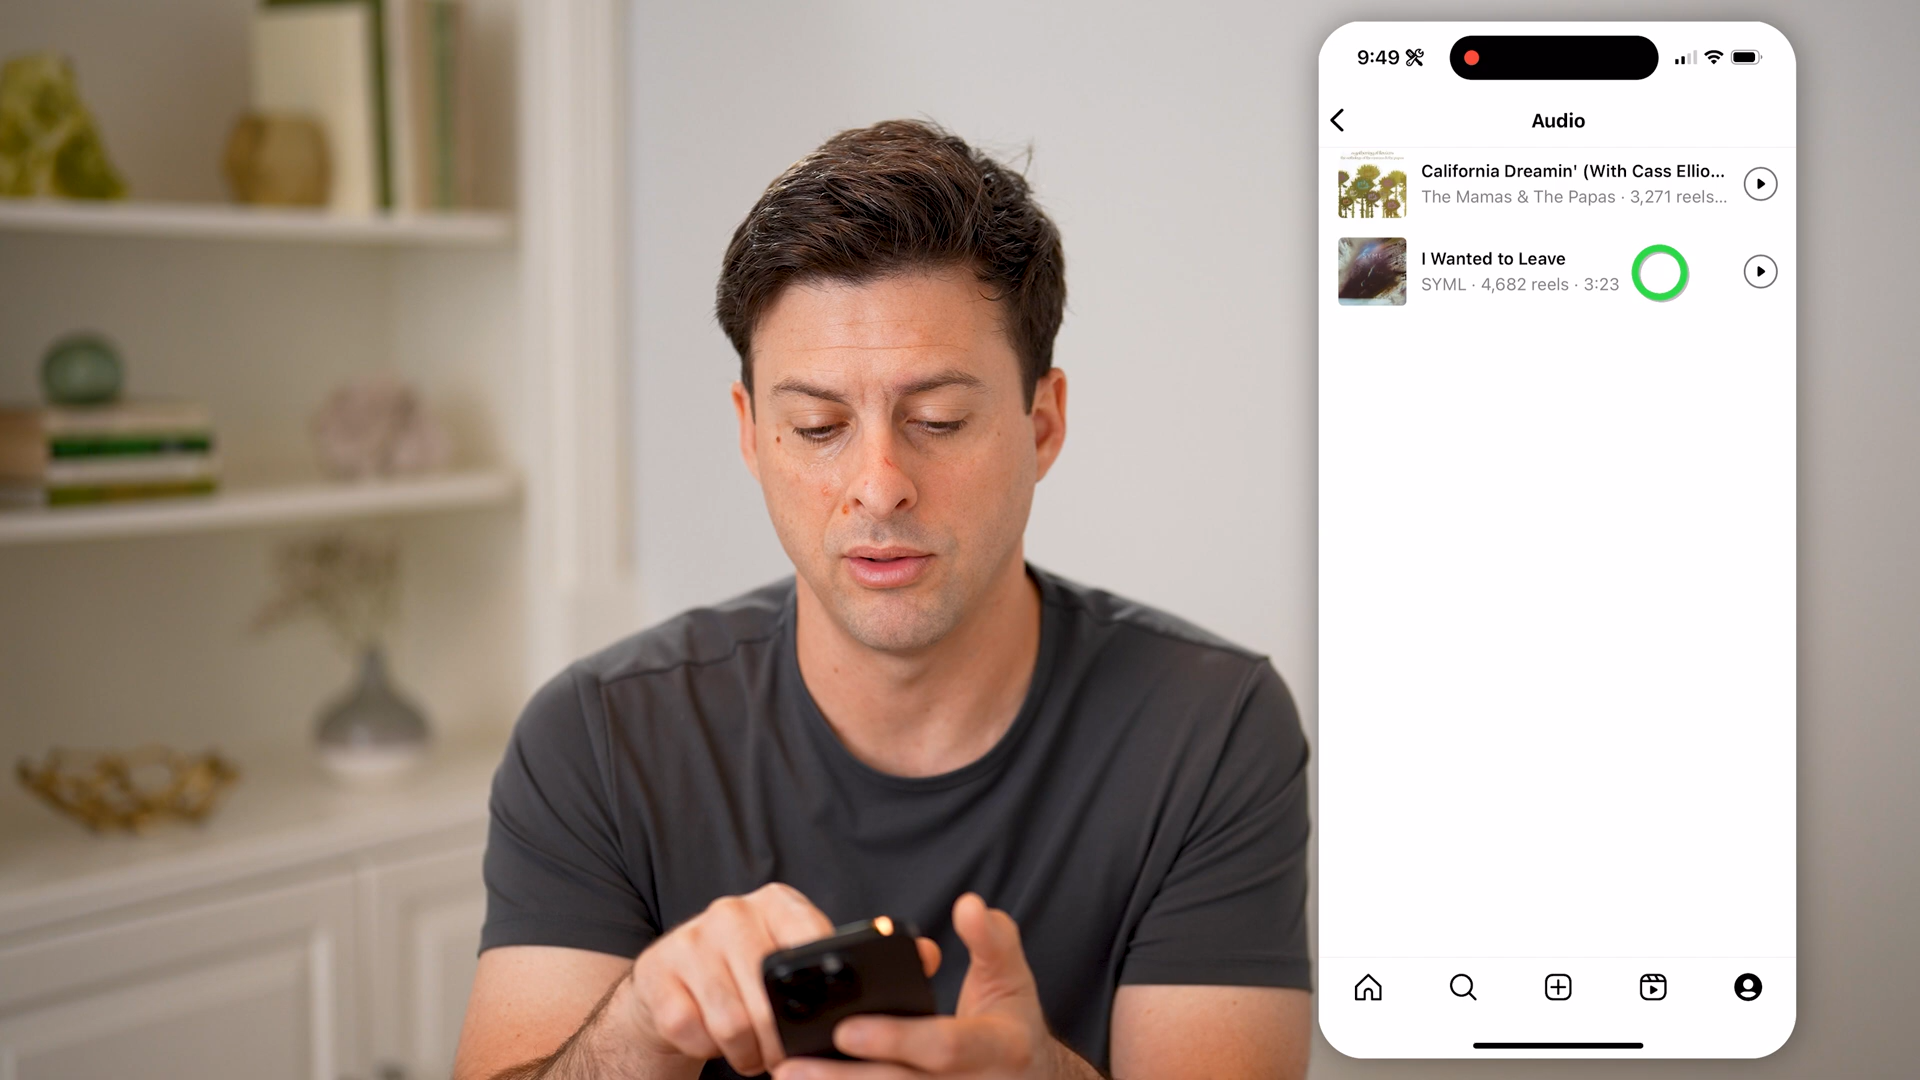 9:49
Audio
California Dreamin' (With Cass Ellio...
The Mamas & The Papas · 3,271 reels...
I Wanted to Leave
SYML · 4,682 reels · 3:23